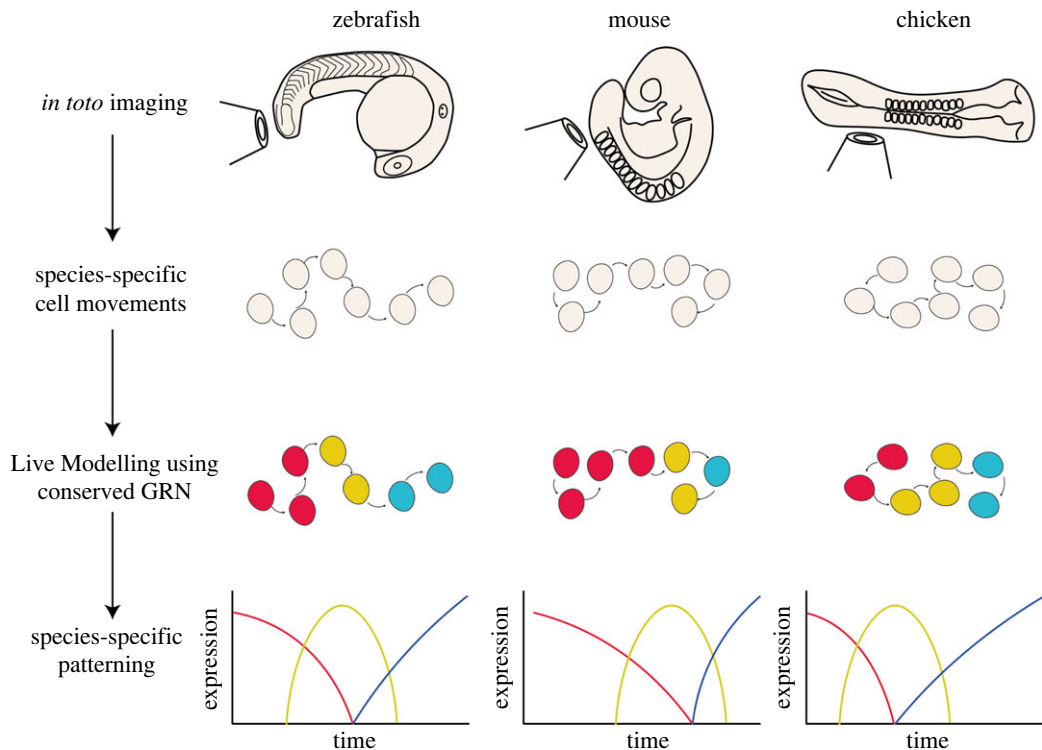 zebrafish
mouse
chicken
in toto imaging
species-specific
cell movements
Live Modelling using
conserved GRN
species-specific
patterning
expression
time
expression
time
expression
time